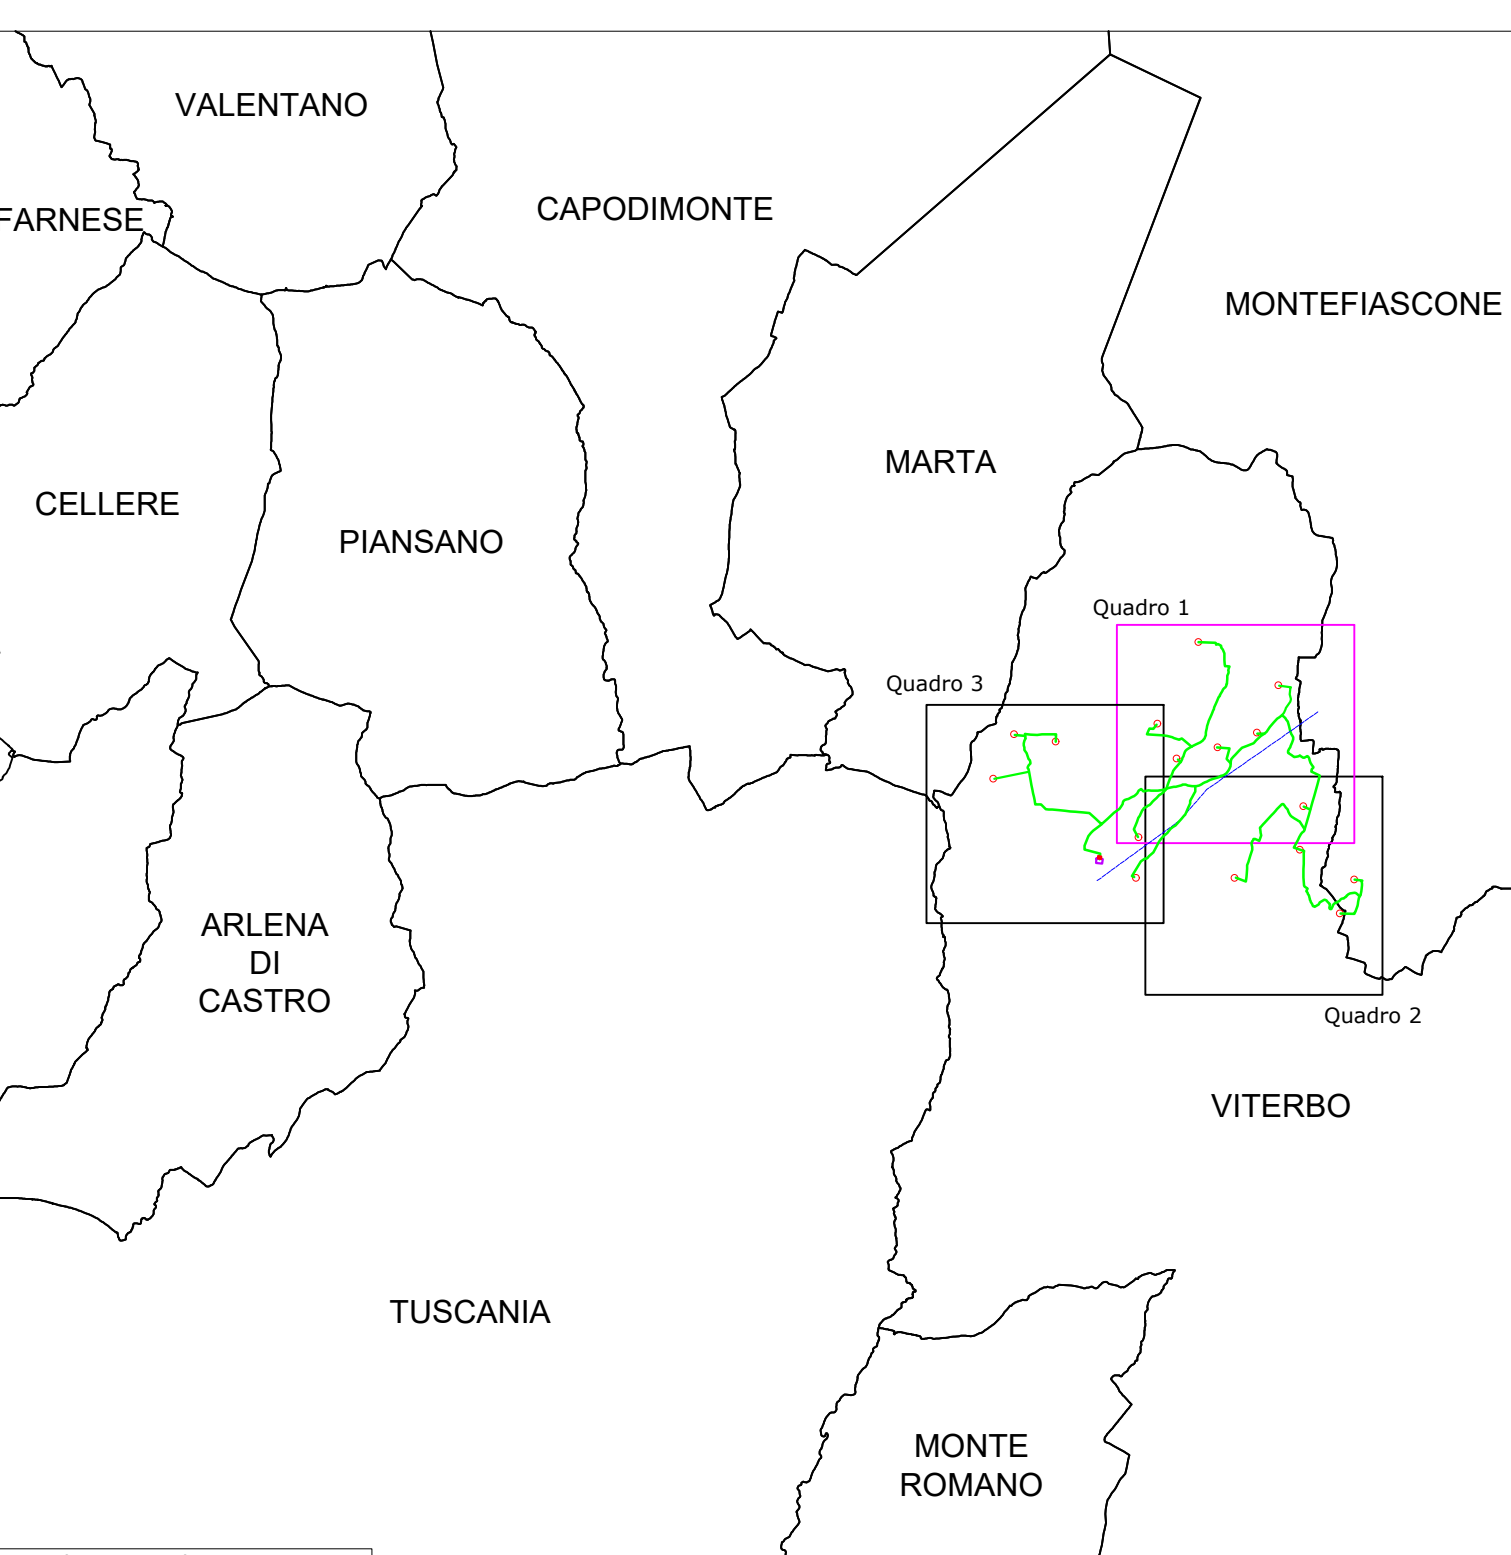 VALENTANO
CAPODIMONTE
FARNESE
MONTEFIASCONE
MARTA
CELLERE
PIANSANO
Quadro 1
Quadro 3
ARLENA
DI
CASTRO
Quadro 2
VITERBO
TUSCANIA
MONTE
ROMANO